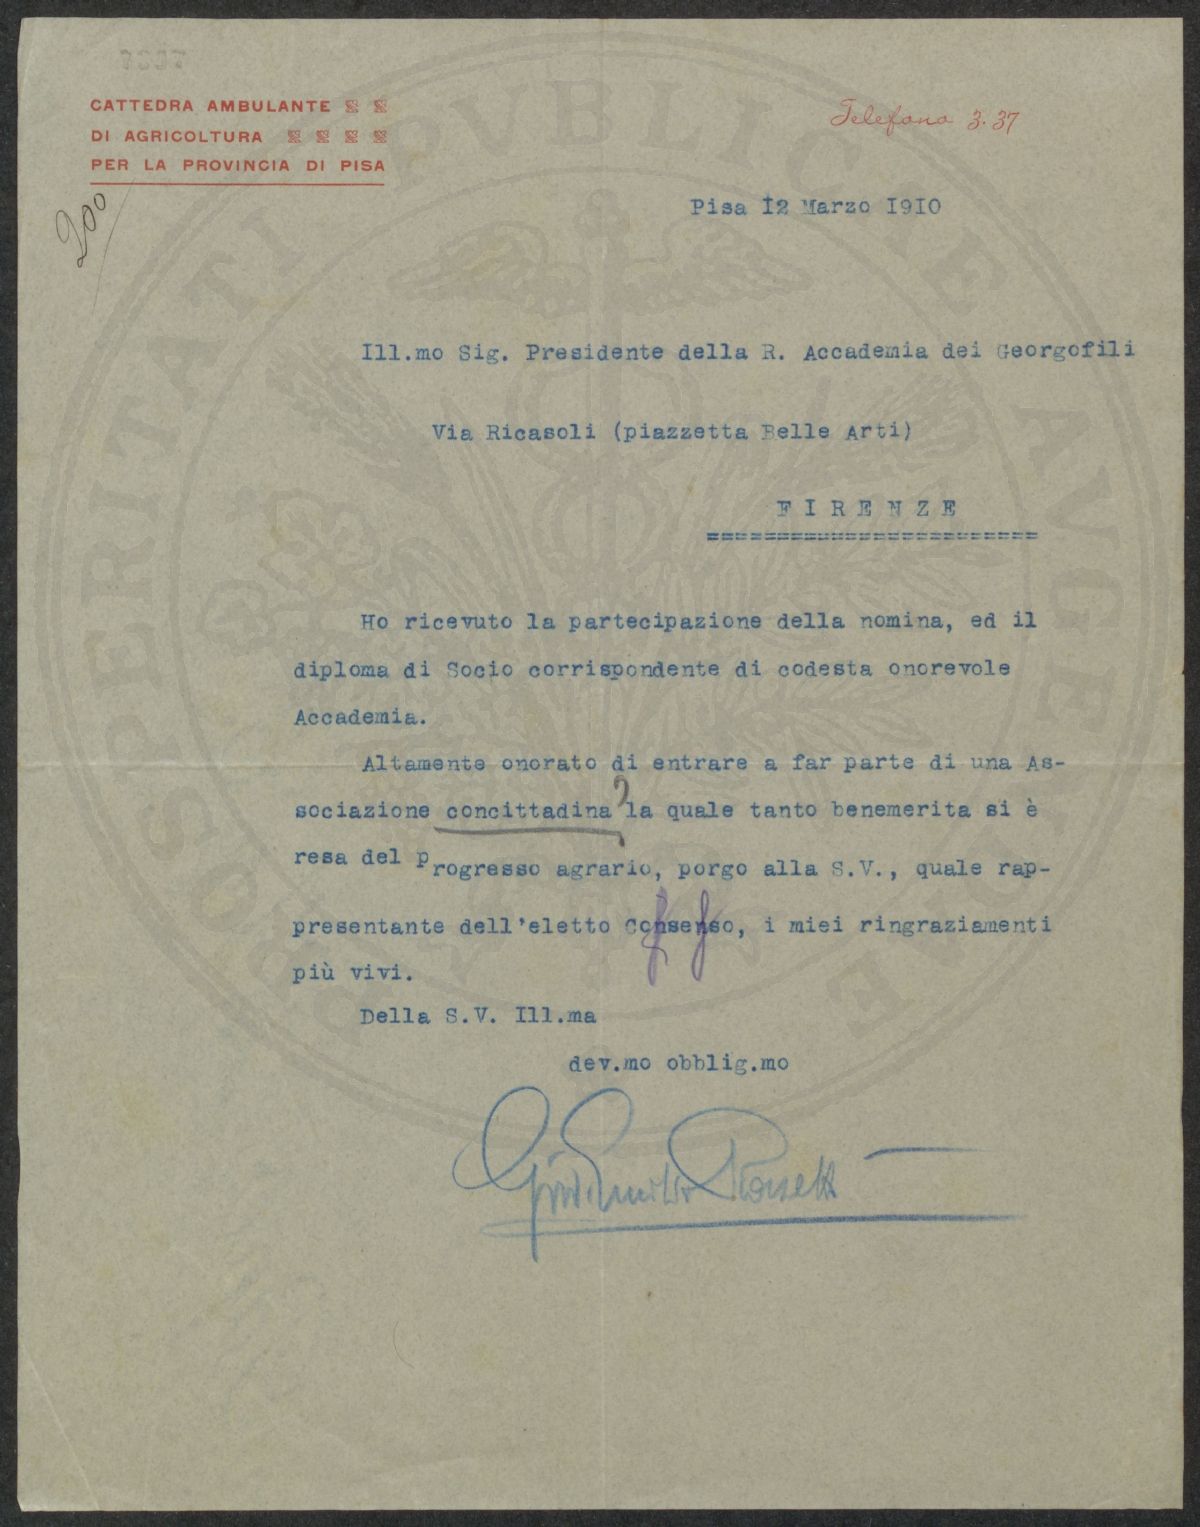 CATTEDRA AMBULANTE
DI AGRICOLTURA
PER LA PROVINCIA DI PISA
Telefono 3.37
200
Pisa 12 Marzo 1910
Ill.mo Sig. Presidente della R. Accademia dei Georgofili
Via Ricasoli (piazzetta Belle Arti)
FIRENZE
Ho ricevuto la partecipazione della nomina, ed il
diploma di Socio corrispondente di codesta onorevole
Accademia.
Altamente onorato di entrare a far parte di una As-
sociazione concittadina ? la quale tanto benemerita si è
resa del progresso agrario, porgo alla S.V., quale rap-
presentante dell'eletto Consenso, i miei ringraziamenti
più vivi.
Della S.V. Ill.ma
dev.mo obblig.mo
PROSPERITATI PVBLICAE AVGENDAE